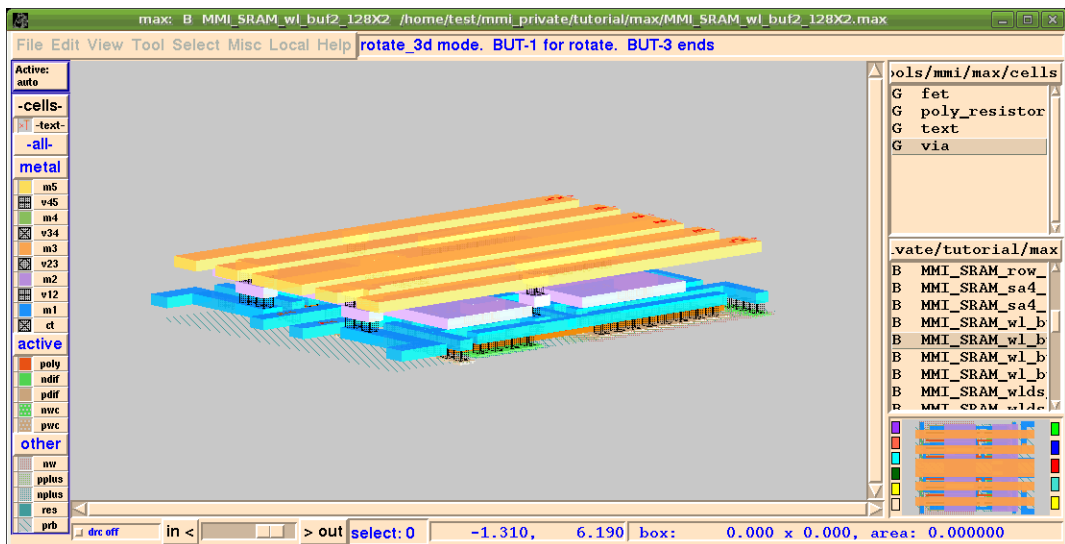 max: B MMI_SRAM_wl_buf2_128X2 /home/test/mmi_private/tutorial/max/MMI_SRAM_wl_buf2_128X2.max
File Edit View Tool Select Misc Local Help rotate_3d mode. BUT-1 for rotate. BUT-3 ends
Active:
auto
-cells-
-text-
-all-
metal
m5
v45
m4
v34
m3
v23
m2
v12
m1
ct
active
poly
ndif
pdif
nwc
pwc
other
nw
pplus
nplus
res
prb
ols/mmi/max/cells
G fet
G poly_resistor
G text
G via
.vate/tutorial/max
B MMI_SRAM_row_
B MMI_SRAM_sa4_
B MMI_SRAM_sa4_
B MMI_SRAM_wl_b
B MMI_SRAM_wl_b
B MMI_SRAM_wl_b
B MMI_SRAM_wl_b
B MMI_SRAM_wlds
B MMI_SRAM_wlds
drc off in < > out select: 0 -1.310, 6.190 box: 0.000 x 0.000, area: 0.000000